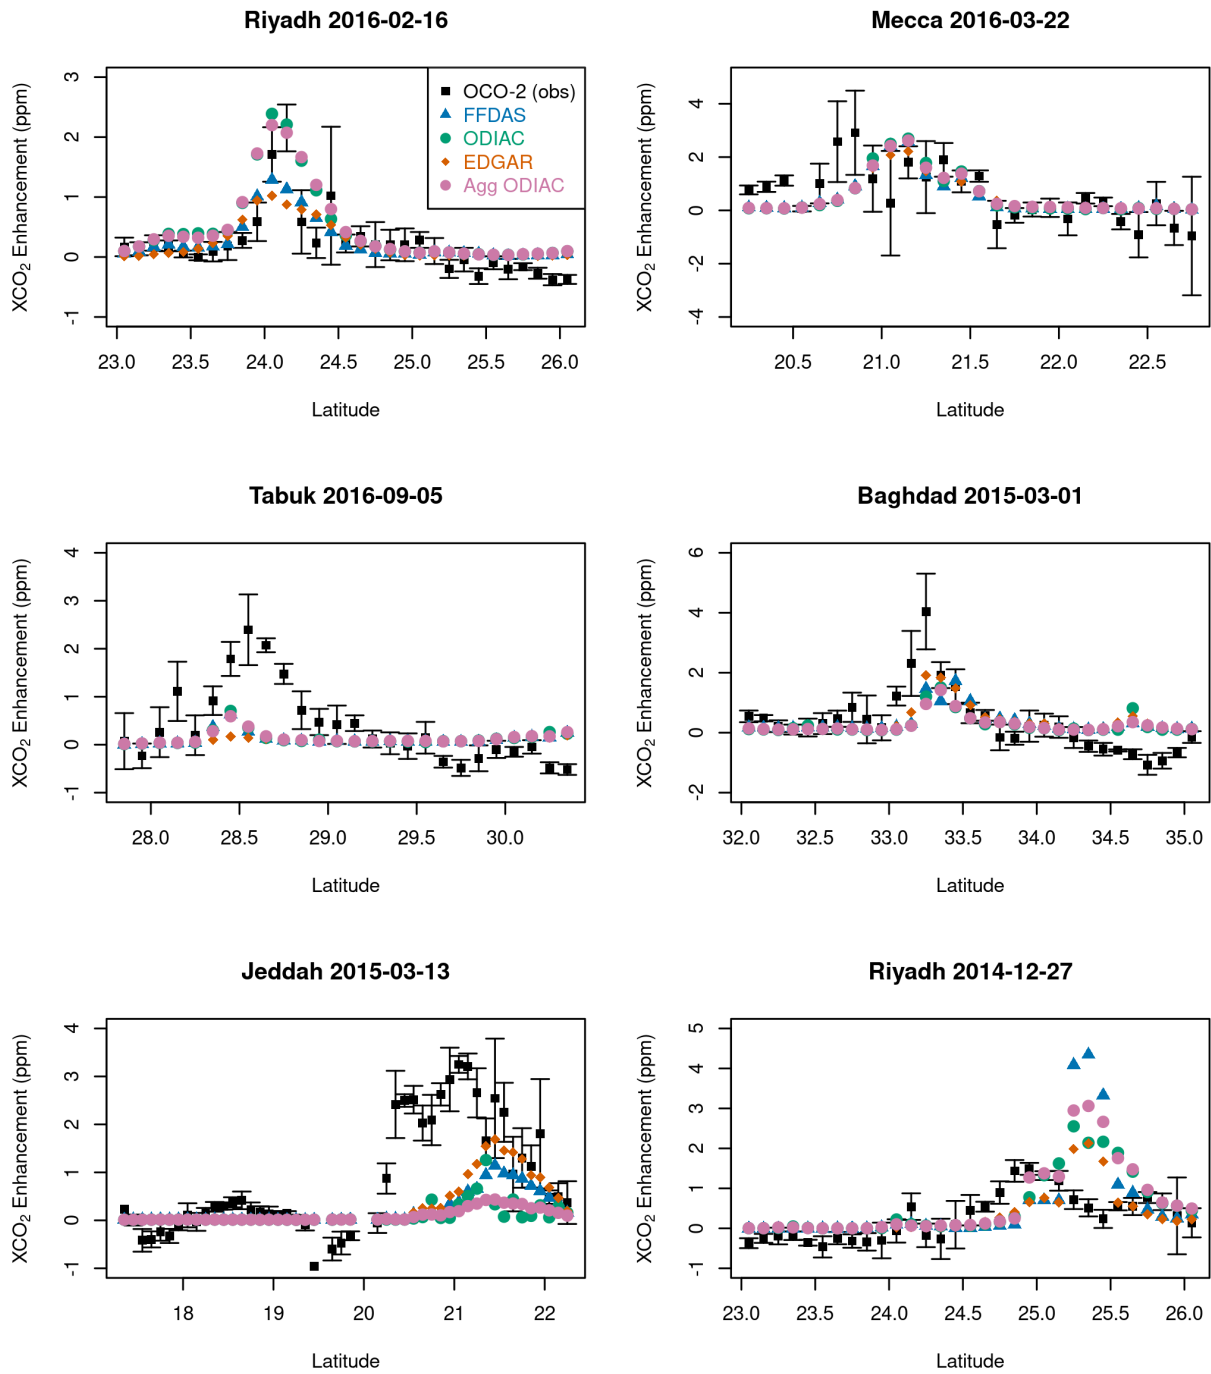 Riyadh 2016-02-16
XCO2 Enhancement (ppm)
3
2
1
0
-1
OCO-2 (obs)
FFDAS
ODIAC
EDGAR
Agg ODIAC
23.0 23.5 24.0 24.5 25.0 25.5 26.0
Latitude
Mecca 2016-03-22
XCO2 Enhancement (ppm)
4
2
0
-2
-4
20.5 21.0 21.5 22.0 22.5
Latitude
Tabuk 2016-09-05
XCO2 Enhancement (ppm)
4
3
2
1
0
-1
28.0 28.5 29.0 29.5 30.0
Latitude
Baghdad 2015-03-01
XCO2 Enhancement (ppm)
6
4
2
0
-2
32.0 32.5 33.0 33.5 34.0 34.5 35.0
Latitude
Jeddah 2015-03-13
XCO2 Enhancement (ppm)
4
3
2
1
0
-1
18 19 20 21 22
Latitude
Riyadh 2014-12-27
XCO2 Enhancement (ppm)
5
4
3
2
1
0
-1
23.0 23.5 24.0 24.5 25.0 25.5 26.0
Latitude